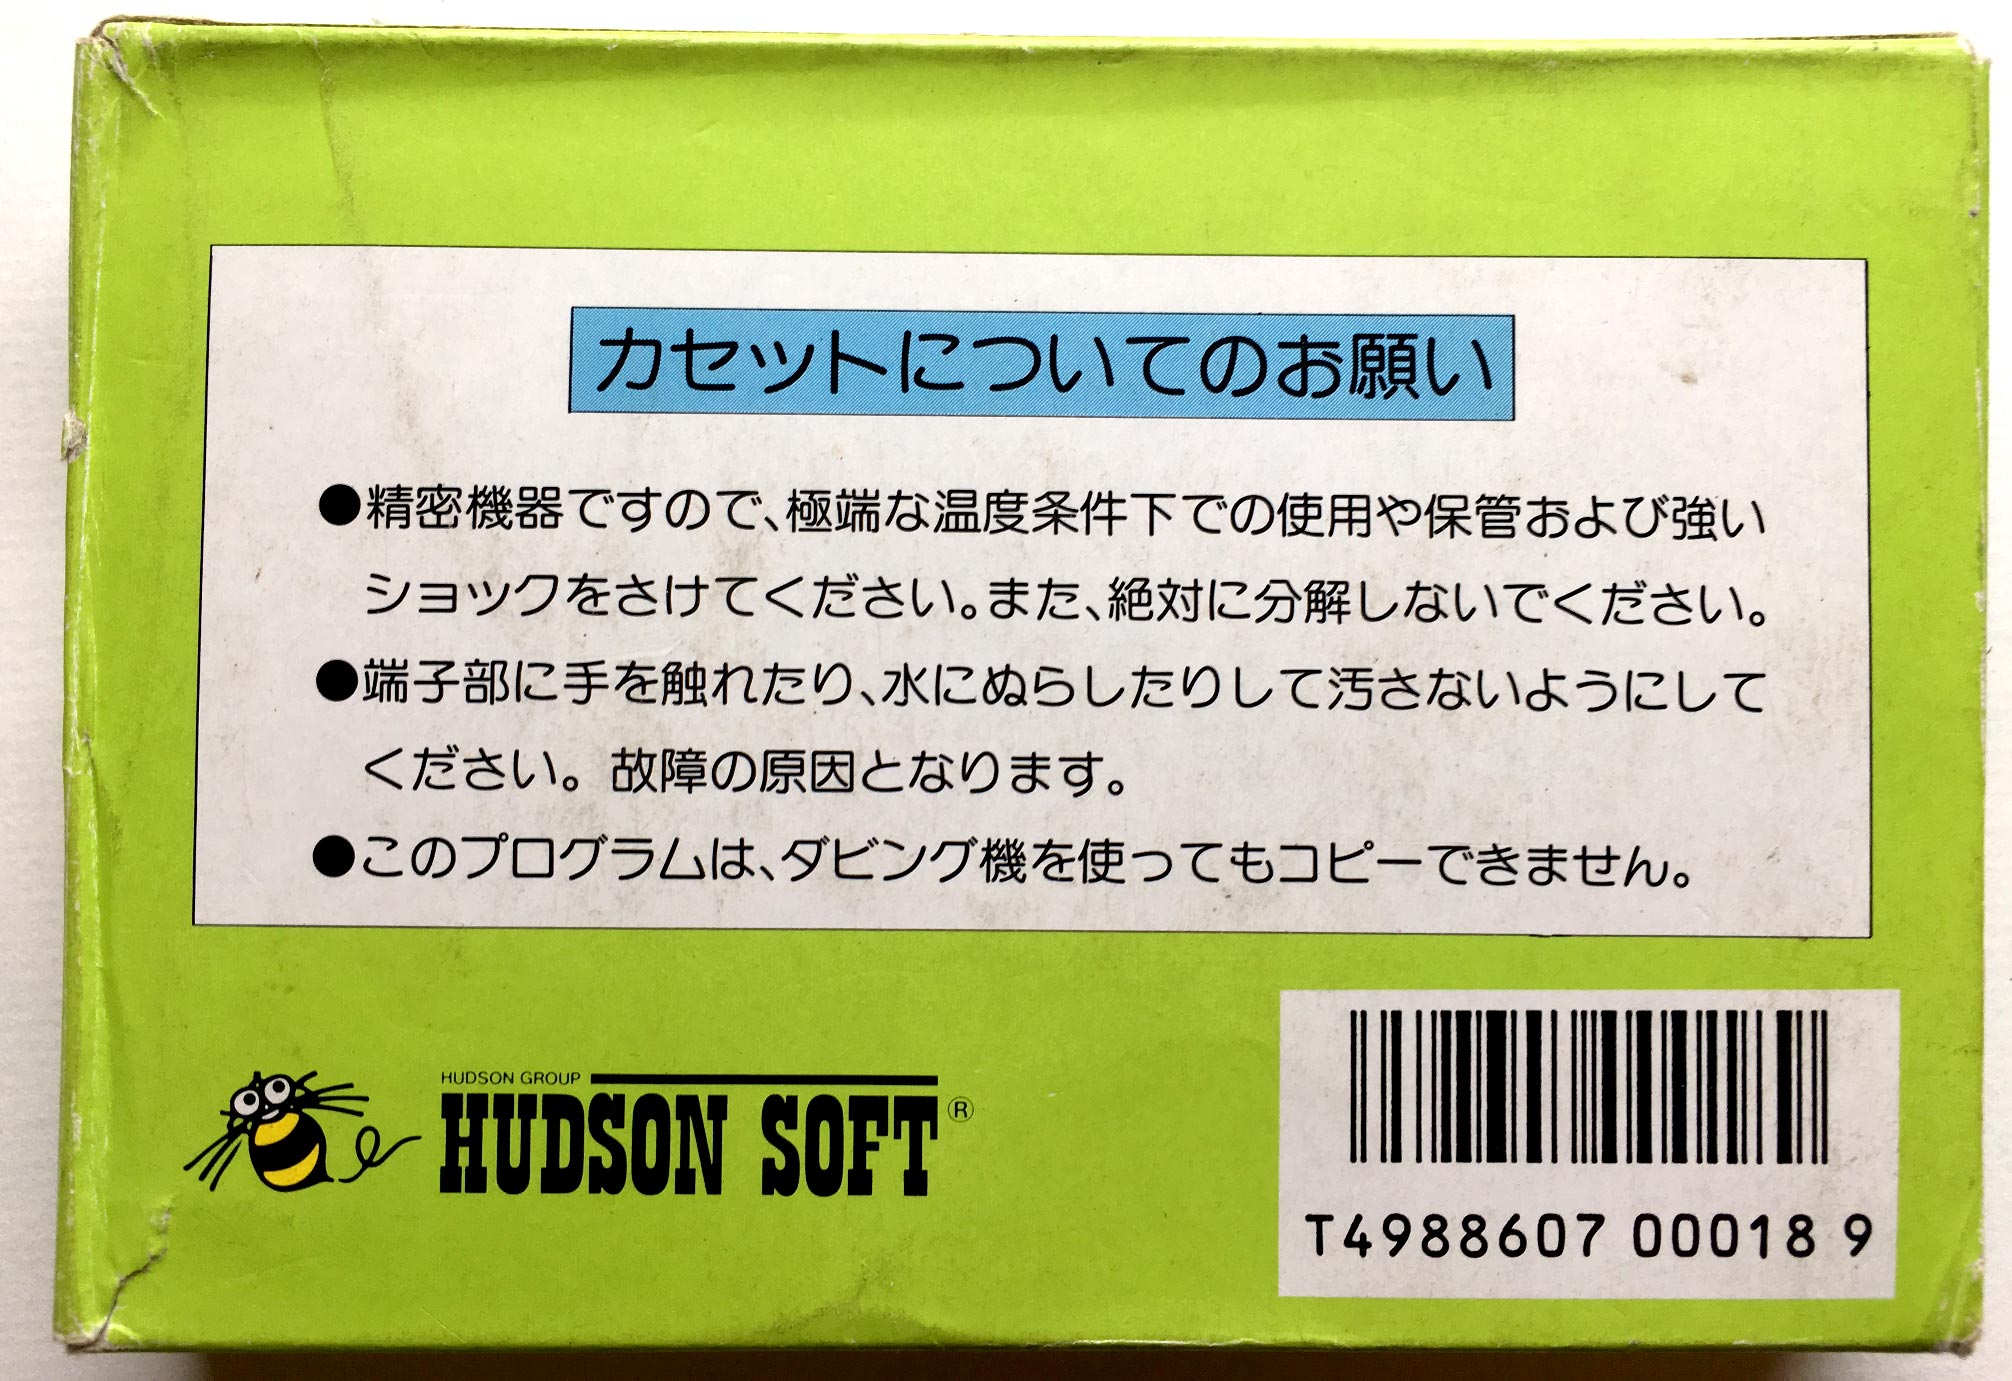 カセットについてのお願い
●精密機器ですので、極端な温度条件下での使用や保管および強い
ショックをさけてください。また、絶対に分解しないでください。
●端子部に手を触れたり、水にぬらしたりして汚さないようにして
ください。故障の原因となります。
●このプログラムは、ダビング機を使ってもコピーできません。
HUDSON GROUP
HUDSON SOFT®
T4988607 00018 9